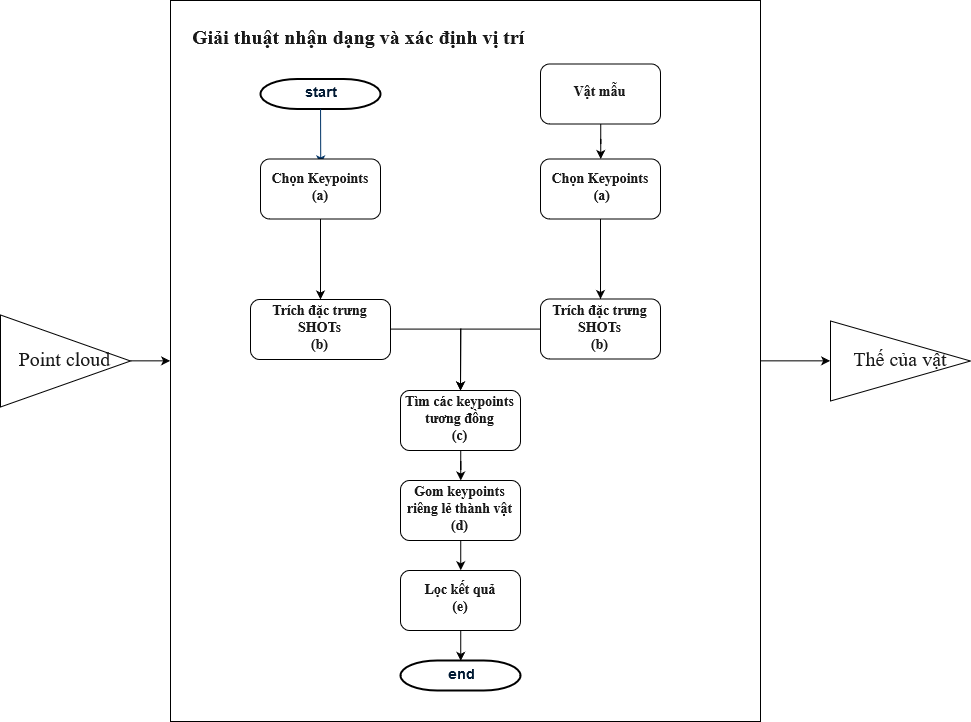 Giải thuật nhận dạng và xác định vị trí
start
Vật mẫu
Chọn Keypoints
(a)
Chọn Keypoints
(a)
Trích đặc trưng
SHOTs
(b)
Trích đặc trưng
SHOTs
(b)
Point cloud
Thế của vật
Tìm các keypoints
tương đồng
(c)
Gom keypoints
riêng lẻ thành vật
(d)
Lọc kết quả
(e)
end